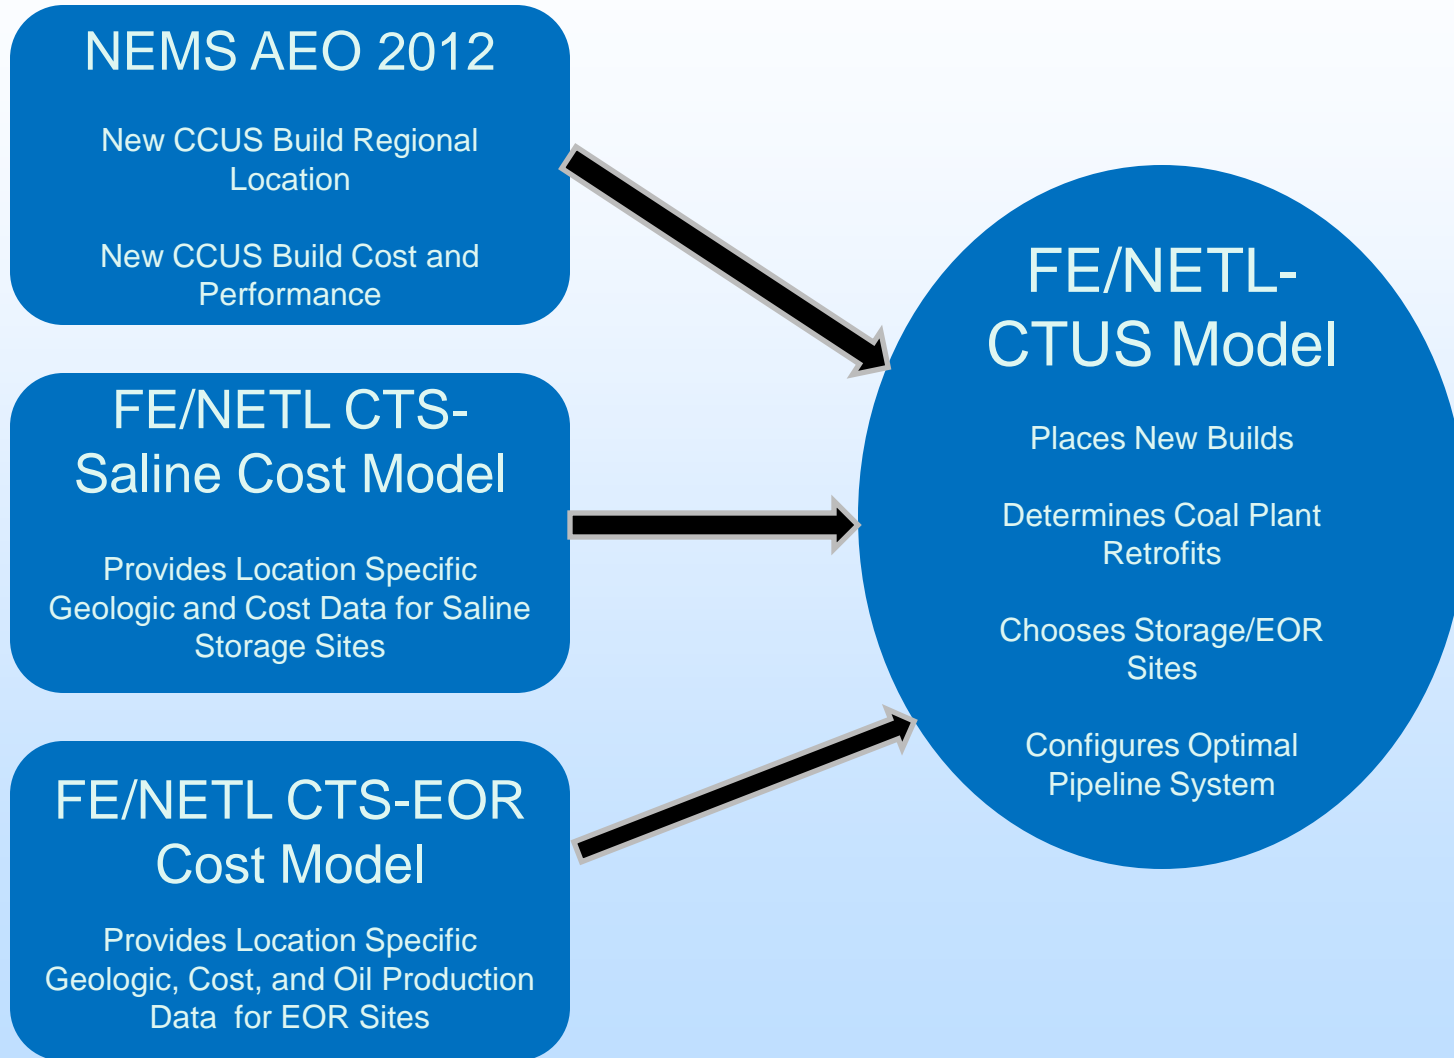 NEMS AEO 2012
New CCUS Build Regional
Location
New CCUS Build Cost and
Performance
FE/NETL CTS-
Saline Cost Model
Provides Location Specific
Geologic and Cost Data for Saline
Storage Sites
FE/NETL CTS-EOR
Cost Model
Provides Location Specific
Geologic, Cost, and Oil Production
Data for EOR Sites
FE/NETL-
CTUS Model
Places New Builds
Determines Coal Plant
Retrofits
Chooses Storage/EOR
Sites
Configures Optimal
Pipeline System